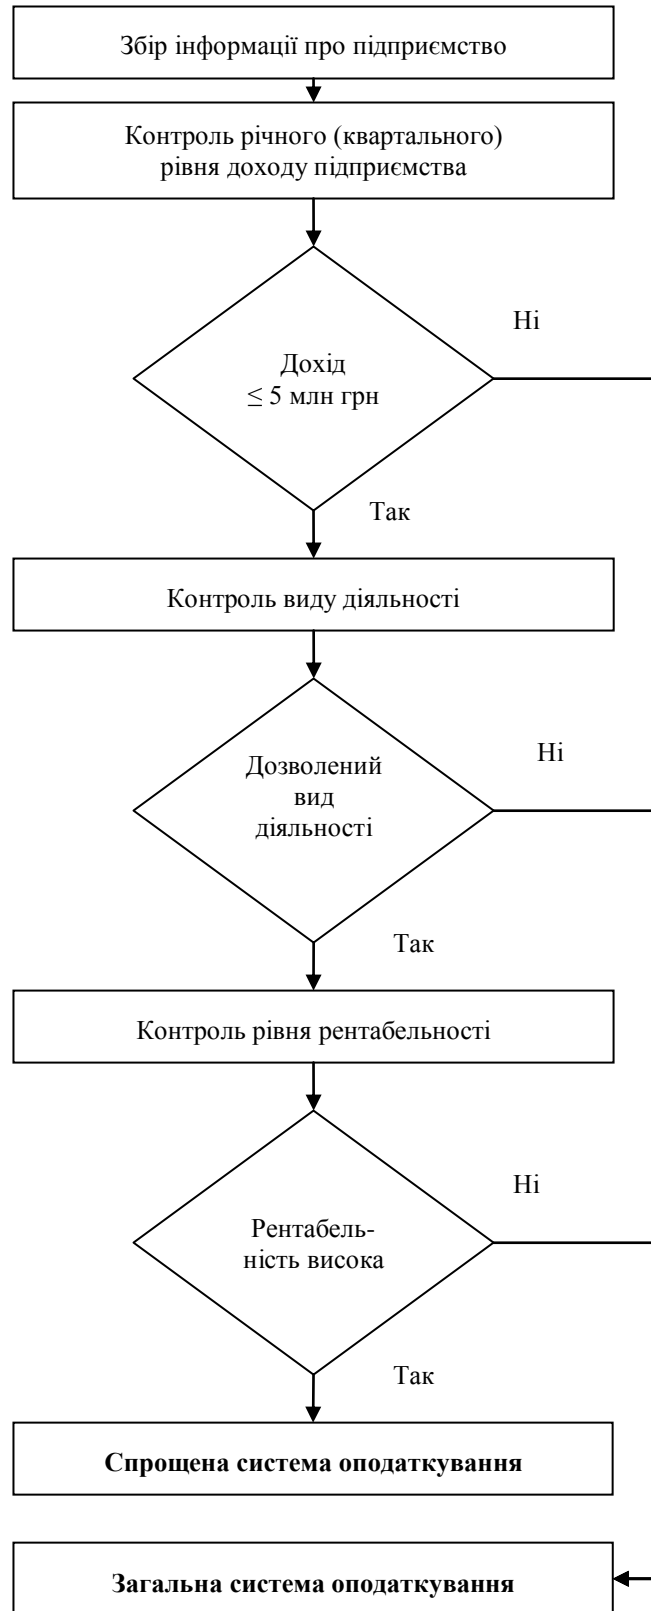 Збір інформації про підприємство
Контроль річного (квартального)
рівня доходу підприємства
Ні
Дохід
≤ 5 млн грн
Так
Контроль виду діяльності
Ні
Дозволений
вид
діяльності
Так
Контроль рівня рентабельності
Ні
Рентабель-
ність висока
Так
Спрощена система оподаткування
Загальна система оподаткування